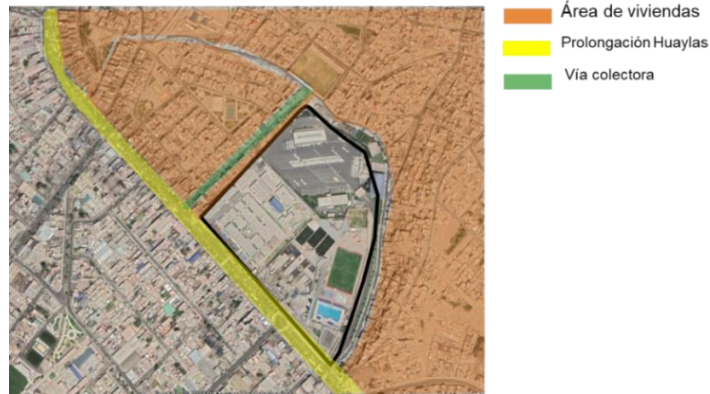 Área de viviendas
Prolongación Huaylas
Vía colectora